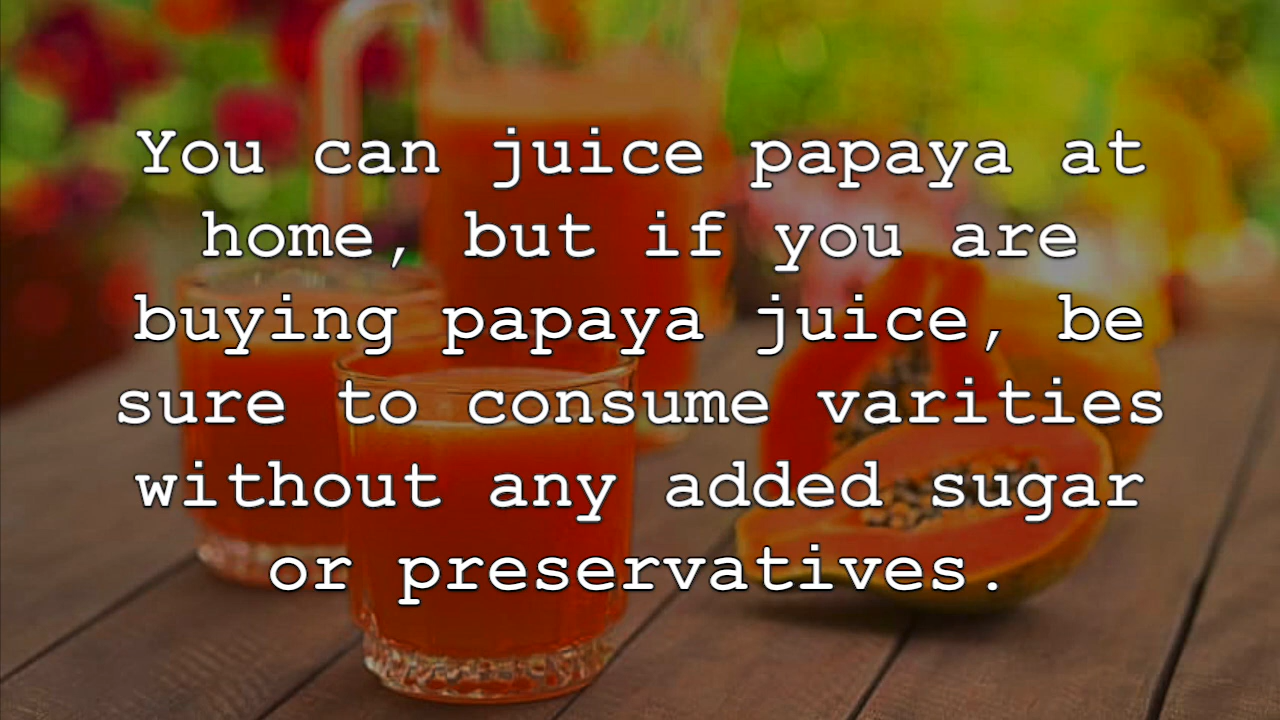 You can juice papaya at
home, but if you are
buying papaya juice, be
sure to consume varities
without any added sugar
or preservatives.